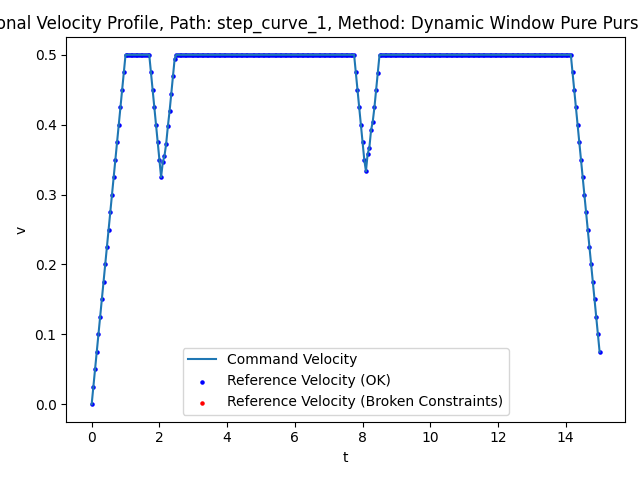 onal Velocity Profile, Path: step_curve_1, Method: Dynamic Window Pure Purs
0.5
0.4
0.3
0.2
0.1
0.0
v
Command Velocity
Reference Velocity (OK)
Reference Velocity (Broken Constraints)
0 2 4 6 8 10 12 14
t